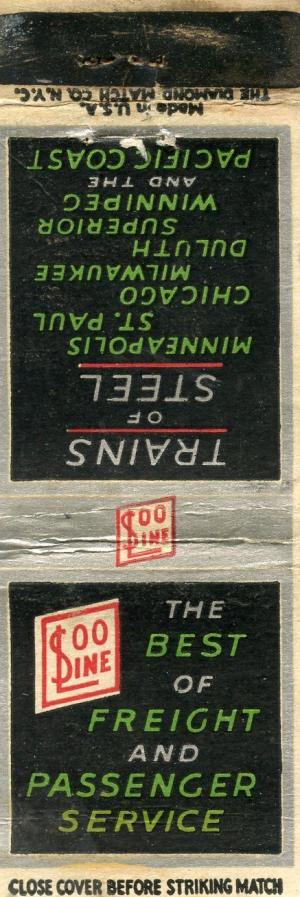 Made in U.S.A.
THE DIAMOND MATCH CO. N.Y.C.
TRAINS
OF
STEEL
MINNEAPOLIS
ST. PAUL
CHICAGO
MILWAUKEE
DULUTH
SUPERIOR
WINNIPEG
AND THE
PACIFIC COAST
SOO
LINE
SOO
LINE
THE
BEST
OF
FREIGHT
AND
PASSENGER
SERVICE
CLOSE COVER BEFORE STRIKING MATCH